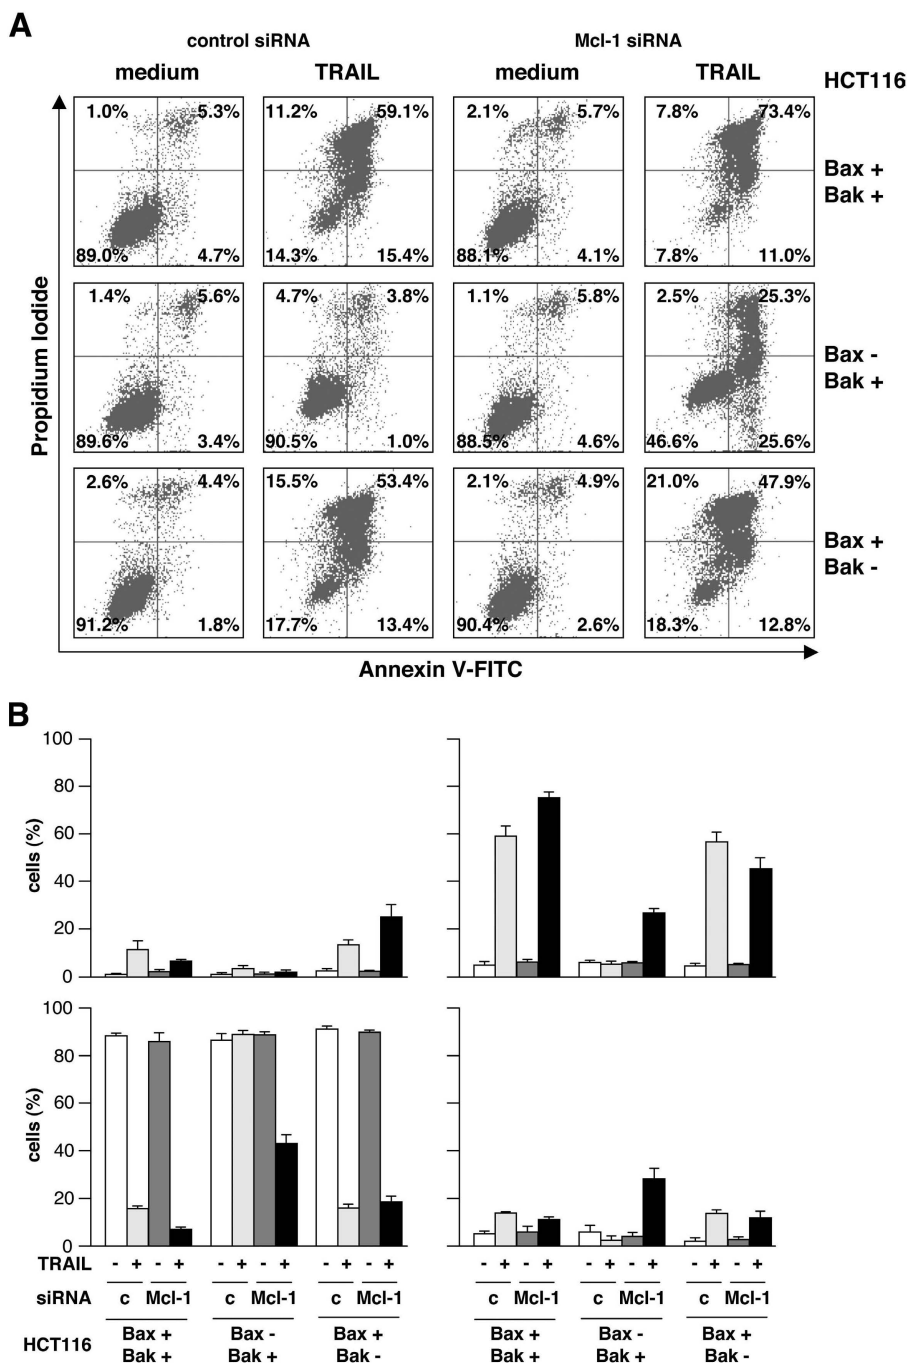 A
control siRNA Mcl-1 siRNA
medium TRAIL medium TRAIL HCT116
1.0% 5.3% 11.2% 59.1% 2.1% 5.7% 7.8% 73.4%
Bax +
Bak +
89.0% 4.7% 14.3% 15.4% 88.1% 4.1% 7.8% 11.0%
1.4% 5.6% 4.7% 3.8% 1.1% 5.8% 2.5% 25.3%
Propidium Iodide
Bax -
Bak +
89.6% 3.4% 90.5% 1.0% 88.5% 4.6% 46.6% 25.6%
2.6% 4.4% 15.5% 53.4% 2.1% 4.9% 21.0% 47.9%
Bax +
Bak -
91.2% 1.8% 17.7% 13.4% 90.4% 2.6% 18.3% 12.8%
Annexin V-FITC
B
100
80
60
40
20
0
cells (%)
100
80
60
40
20
0
cells (%)
TRAIL - + - + - + - + - + - + - + - + - + - + - + - +
siRNA c Mcl-1 c Mcl-1 c Mcl-1 c Mcl-1 c Mcl-1 c Mcl-1
HCT116 Bax + Bax - Bax + Bax + Bax - Bax +
Bak + Bak + Bak - Bak + Bak + Bak -